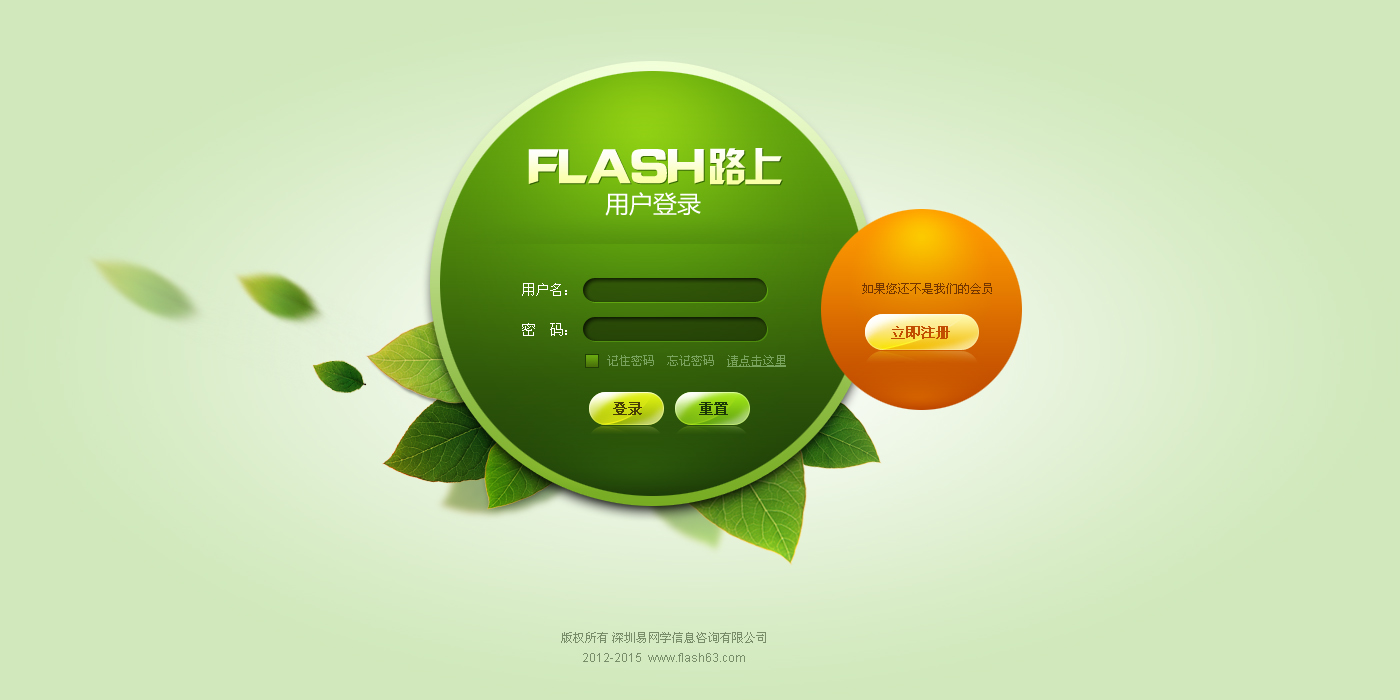 FLASH路上
用户登录
用户名：
密 码：
记住密码 忘记密码 请点击这里
登录 重置
如果您还不是我们的会员
立即注册
版权所有 深圳易网学信息咨询有限公司
2012-2015 www.flash63.com